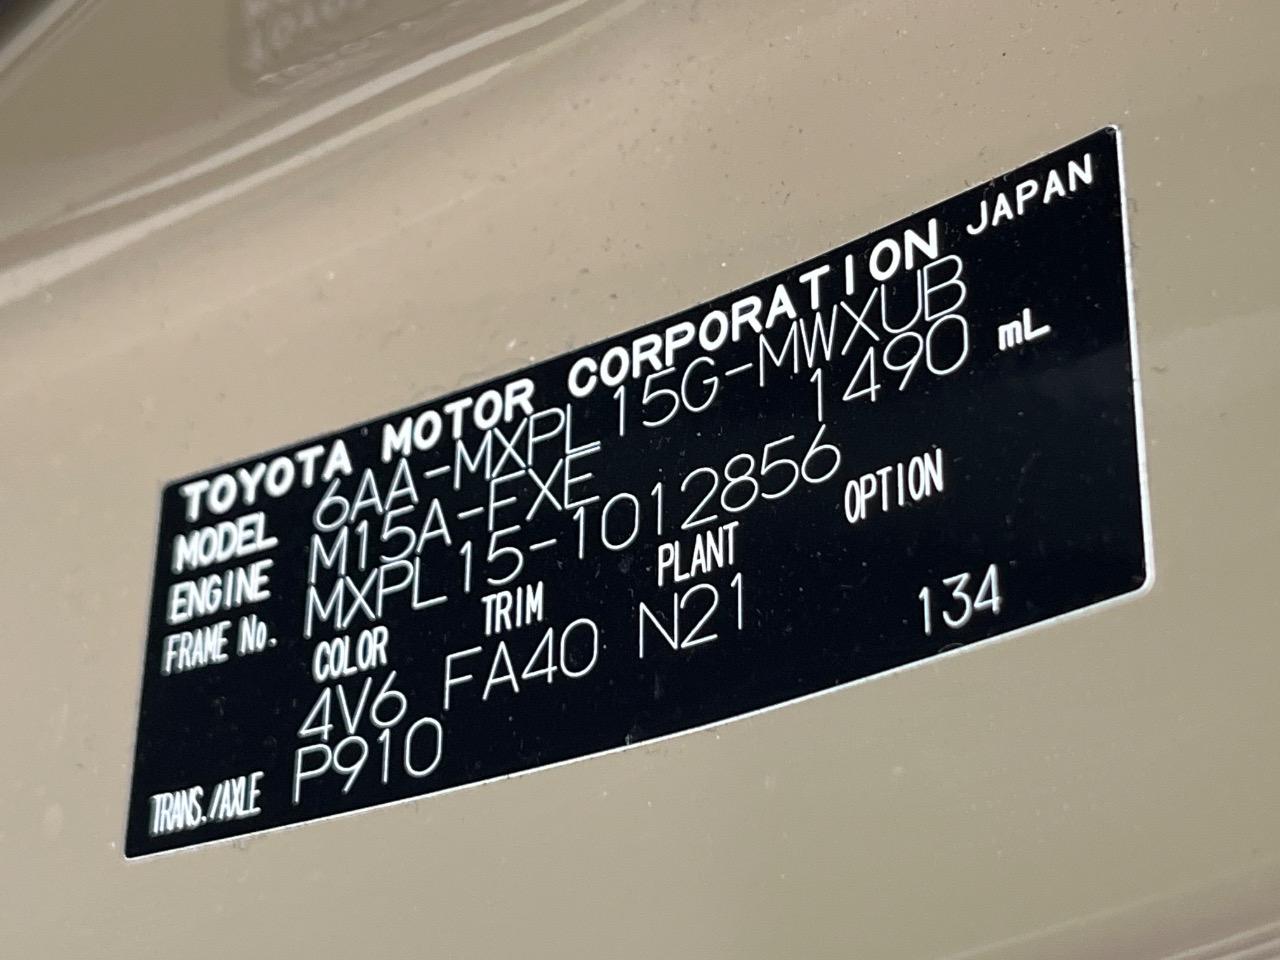 TOYOTA MOTOR CORPORATION JAPAN
MODEL 6AA-MXPL15G-MWXUB
ENGINE M15A-FXE 1490 mL
FRAME No. MXPL15-1012856
COLOR TRIM PLANT OPTION
4V6 FA40 N21 134
TRANS./AXLE P910